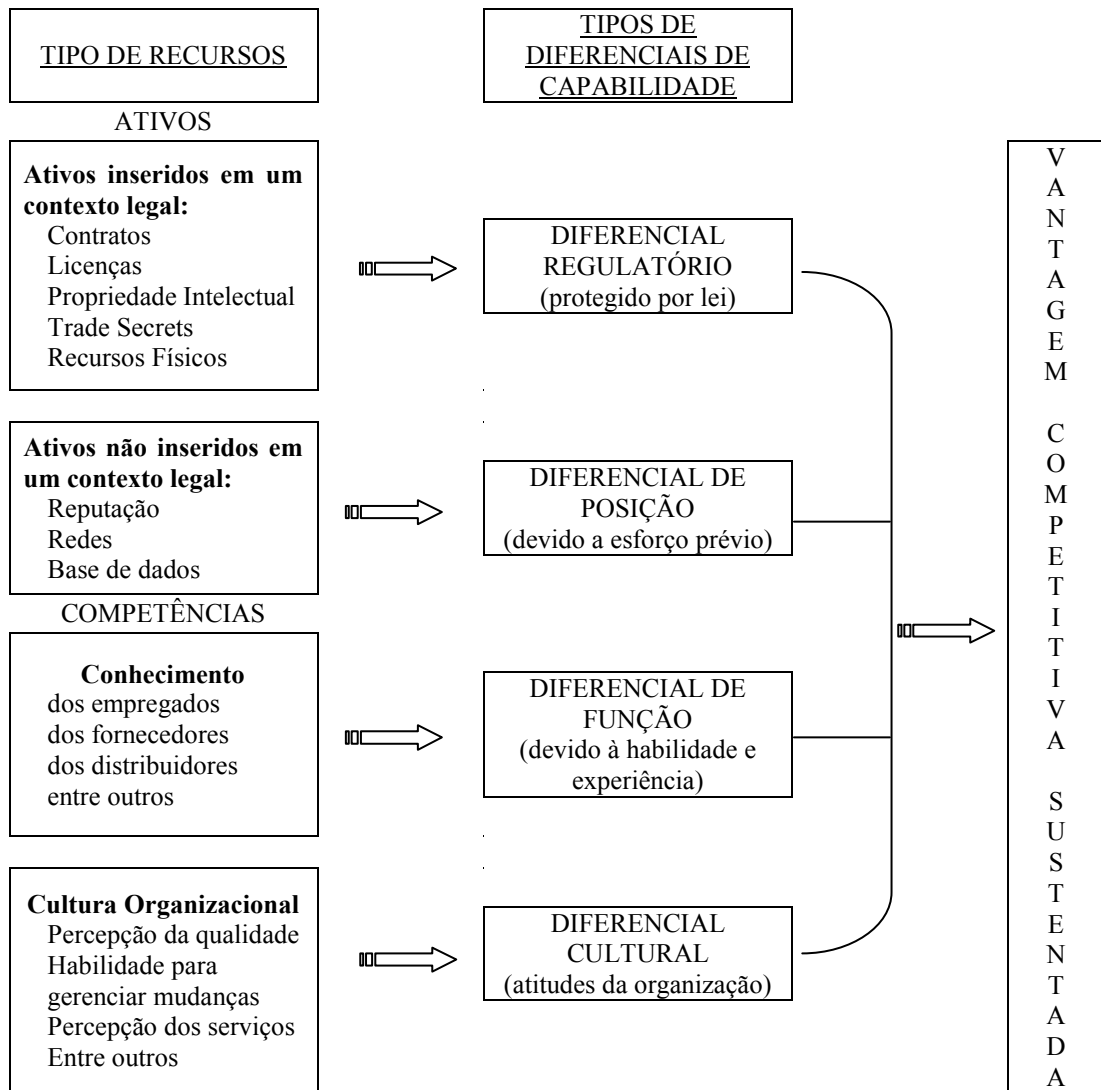 TIPO DE RECURSOS
TIPOS DE
DIFERENCIAIS DE
CAPABILIDADE
ATIVOS
Ativos inseridos em um
contexto legal:
Contratos
Licenças
Propriedade Intelectual
Trade Secrets
Recursos Físicos
DIFERENCIAL
REGULATÓRIO
(protegido por lei)
Ativos não inseridos em
um contexto legal:
Reputação
Redes
Base de dados
DIFERENCIAL DE
POSIÇÃO
(devido a esforço prévio)
COMPETÊNCIAS
Conhecimento
dos empregados
dos fornecedores
dos distribuidores
entre outros
DIFERENCIAL DE
FUNÇÃO
(devido à habilidade e
experiência)
Cultura Organizacional
Percepção da qualidade
Habilidade para
gerenciar mudanças
Percepção dos serviços
Entre outros
DIFERENCIAL
CULTURAL
(atitudes da organização)
VANTAGEM COMPETITIVA SUSTENTADA